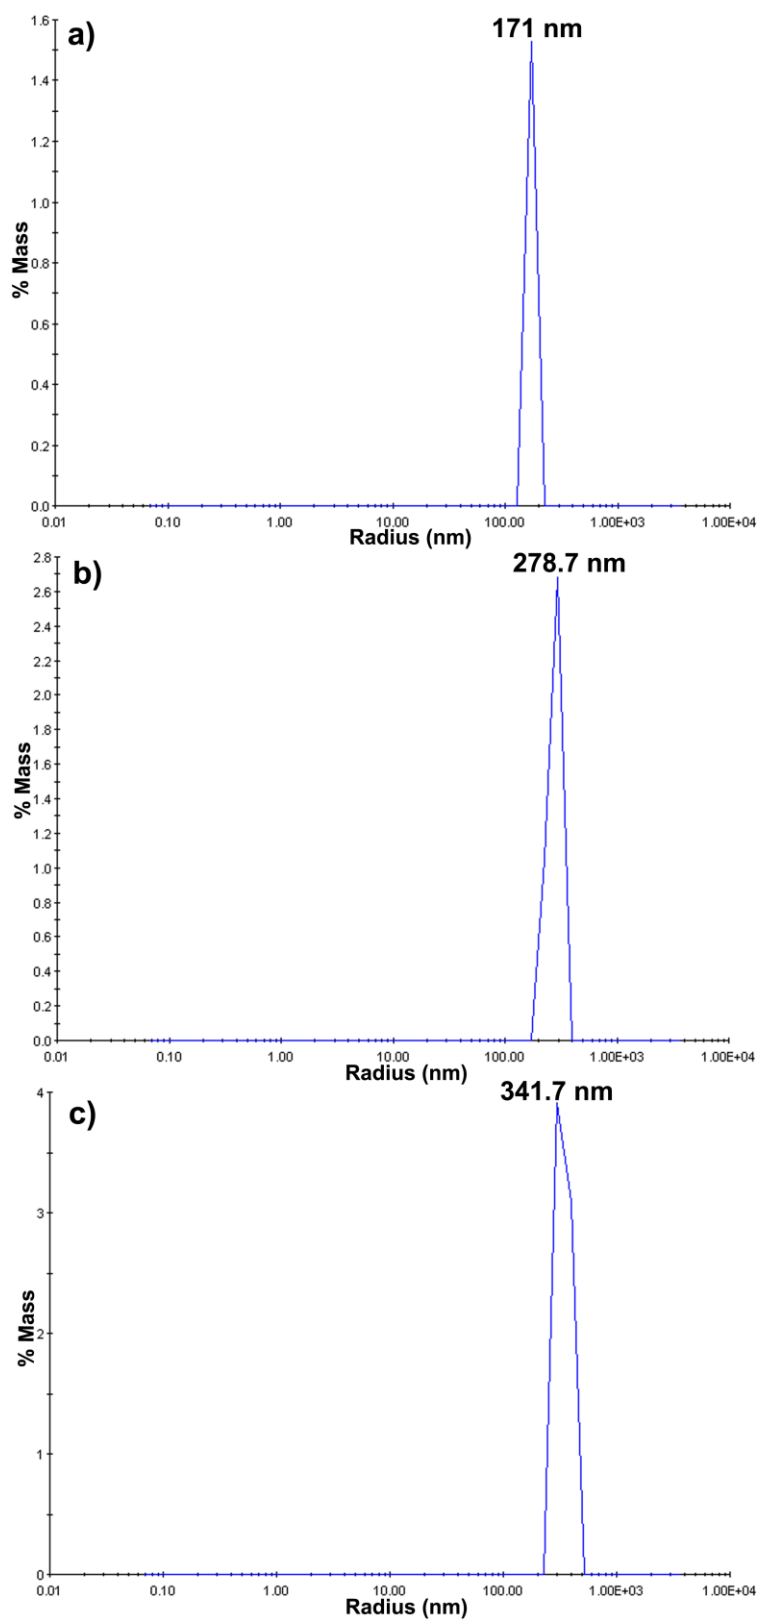 a)
171 nm
1.6
1.4
1.2
1.0
0.8
0.6
0.4
0.2
0.0
% Mass
0.01 0.10 1.00 10.00 100.00 1.00E+03 1.00E+04
Radius (nm)
b)
278.7 nm
2.8
2.6
2.4
2.2
2.0
1.8
1.6
1.4
1.2
1.0
0.8
0.6
0.4
0.2
0.0
% Mass
0.01 0.10 1.00 10.00 100.00 1.00E+03 1.00E+04
Radius (nm)
c)
341.7 nm
4
3
2
1
0
% Mass
0.01 0.10 1.00 10.00 100.00 1.00E+03 1.00E+04
Radius (nm)